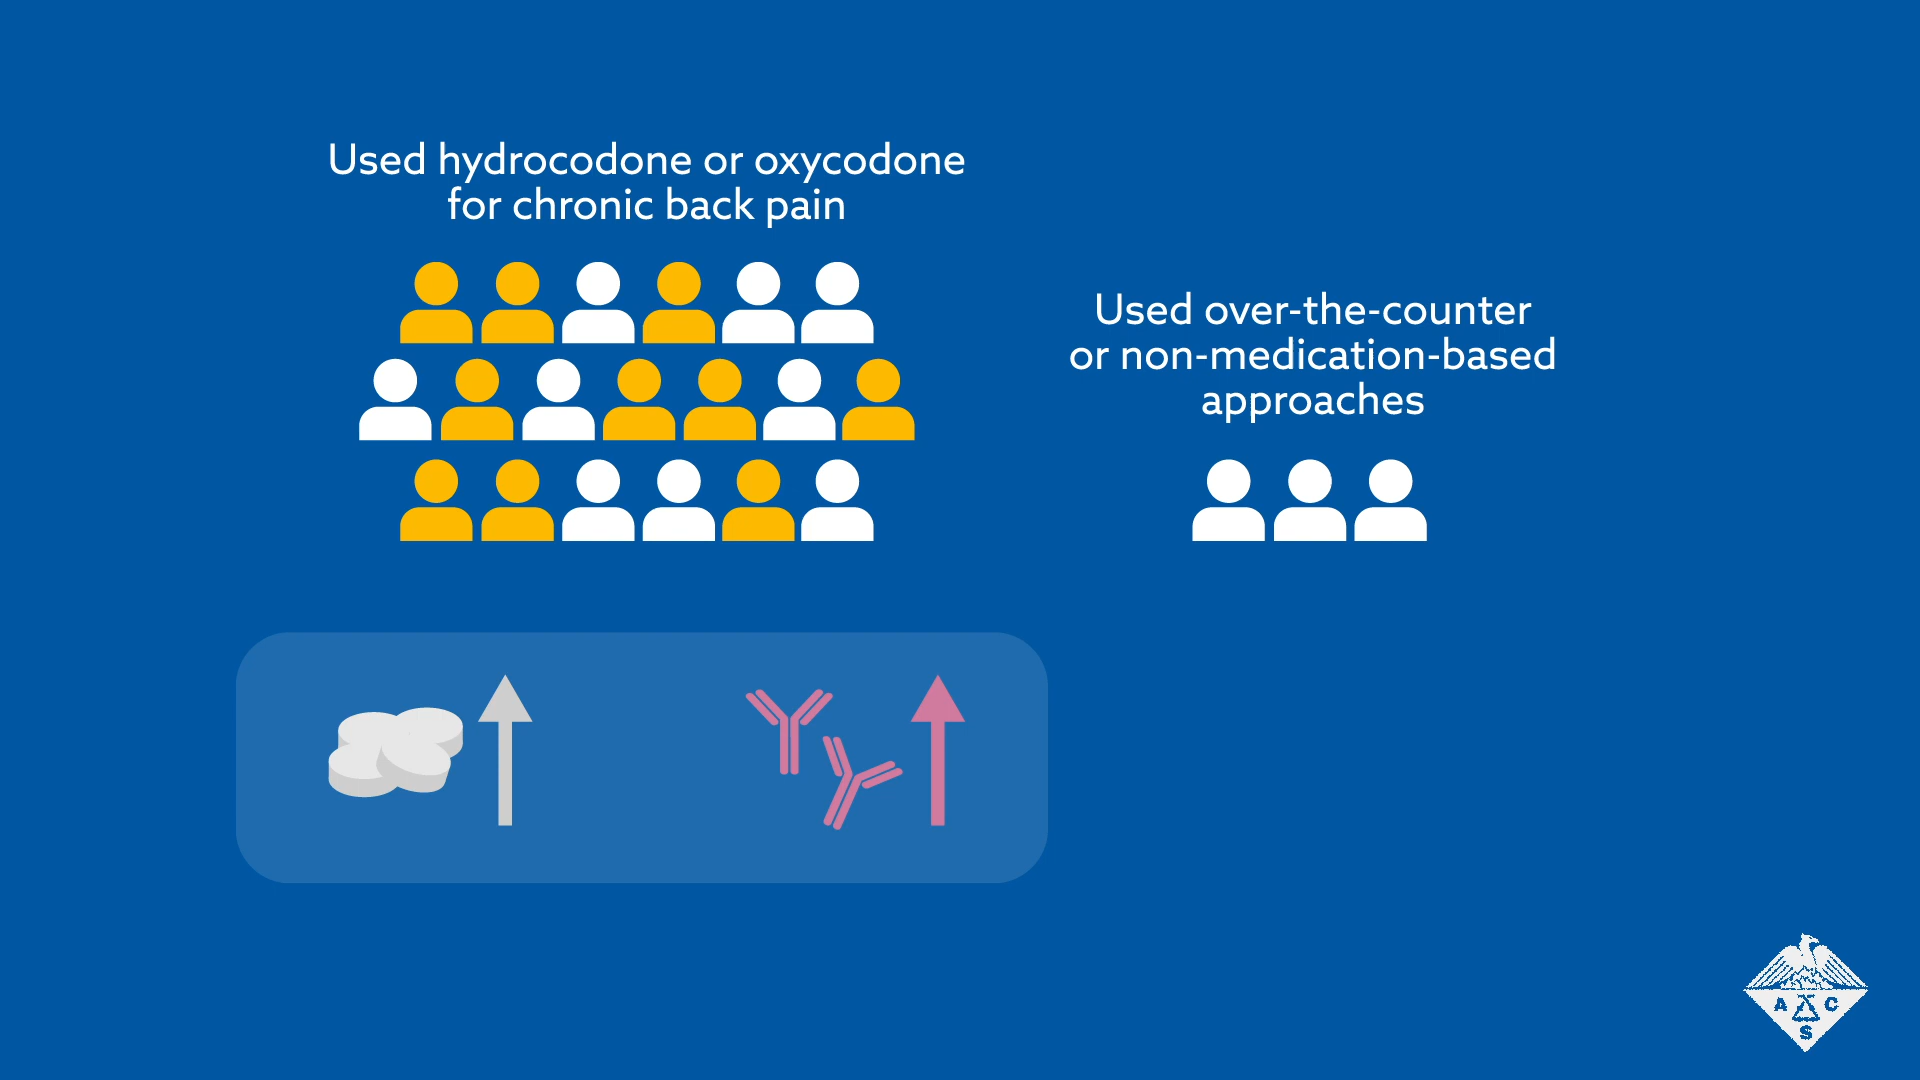 Used hydrocodone or oxycodone
for chronic back pain
Used over-the-counter
or non-medication-based
approaches
A C
S